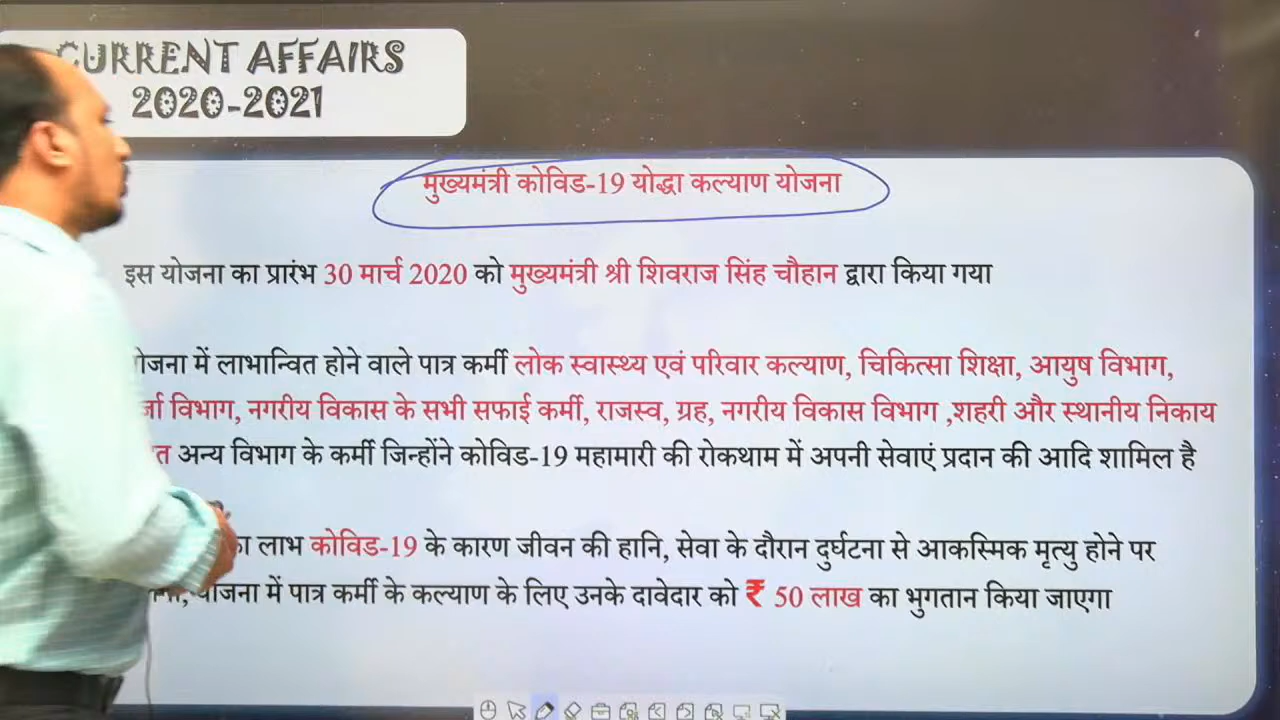 CURRENT AFFAIRS
2020-2021
मुख्यमंत्री कोविड-19 योद्धा कल्याण योजना
इस योजना का प्रारंभ 30 मार्च 2020 को मुख्यमंत्री श्री शिवराज सिंह चौहान द्वारा किया गया
में लाभान्वित होने वाले पात्र कर्मी लोक स्वास्थ्य एवं परिवार कल्याण, चिकित्सा शिक्षा, आयुष विभाग,
विभाग, नगरीय विकास के सभी सफाई कर्मी, राजस्व, ग्रह, नगरीय विकास विभाग ,शहरी और स्थानीय निकाय
अन्य विभाग के कर्मी जिन्होंने कोविड-19 महामारी की रोकथाम में अपनी सेवाएं प्रदान की आदि शामिल है
का लाभ कोविड-19 के कारण जीवन की हानि, सेवा के दौरान दुर्घटना से आकस्मिक मृत्यु होने पर
में पात्र कर्मी के कल्याण के लिए उनके दावेदार को ₹ 50 लाख का भुगतान किया जाएगा